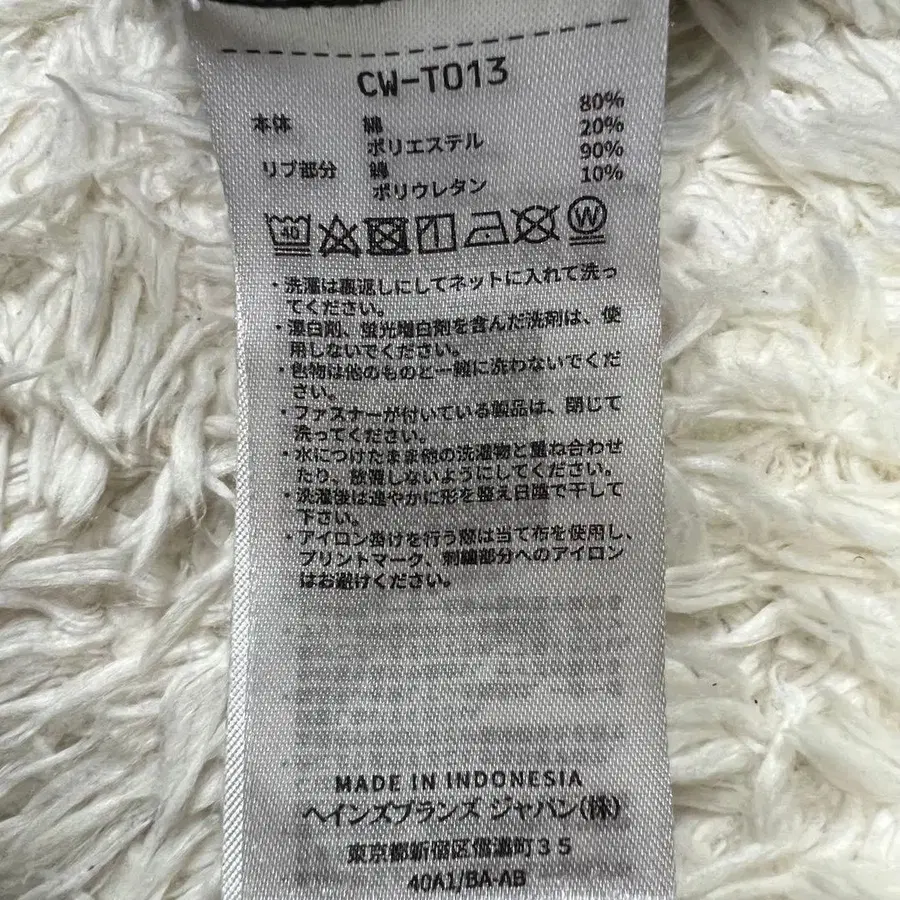 CW-T013
本体 綿 80%
ポリエステル 20%
リブ部分 綿 90%
ポリウレタン 10%
40 W
・洗濯は裏返しにしてネットに入れて洗っ
てください。
・漂白剤、蛍光増白剤を含んだ洗剤は、使
用しないでください。
・色物は他のものと一緒に洗わないでくだ
さい。
・ファスナーが付いている製品は、閉じて
洗ってください。
・水につけたまま他の洗濯物と重ね合わせ
たり、放置しないようにしてください。
・洗濯後は速やかに形を整え日陰で干して
下さい。
・アイロン掛けを行う際は当て布を使用し、
プリントマーク、刺繍部分へのアイロン
はお避けください。
MADE IN INDONESIA
ヘインズブランズ ジャパン(株)
東京都新宿区信濃町35
40A1/BA-AB